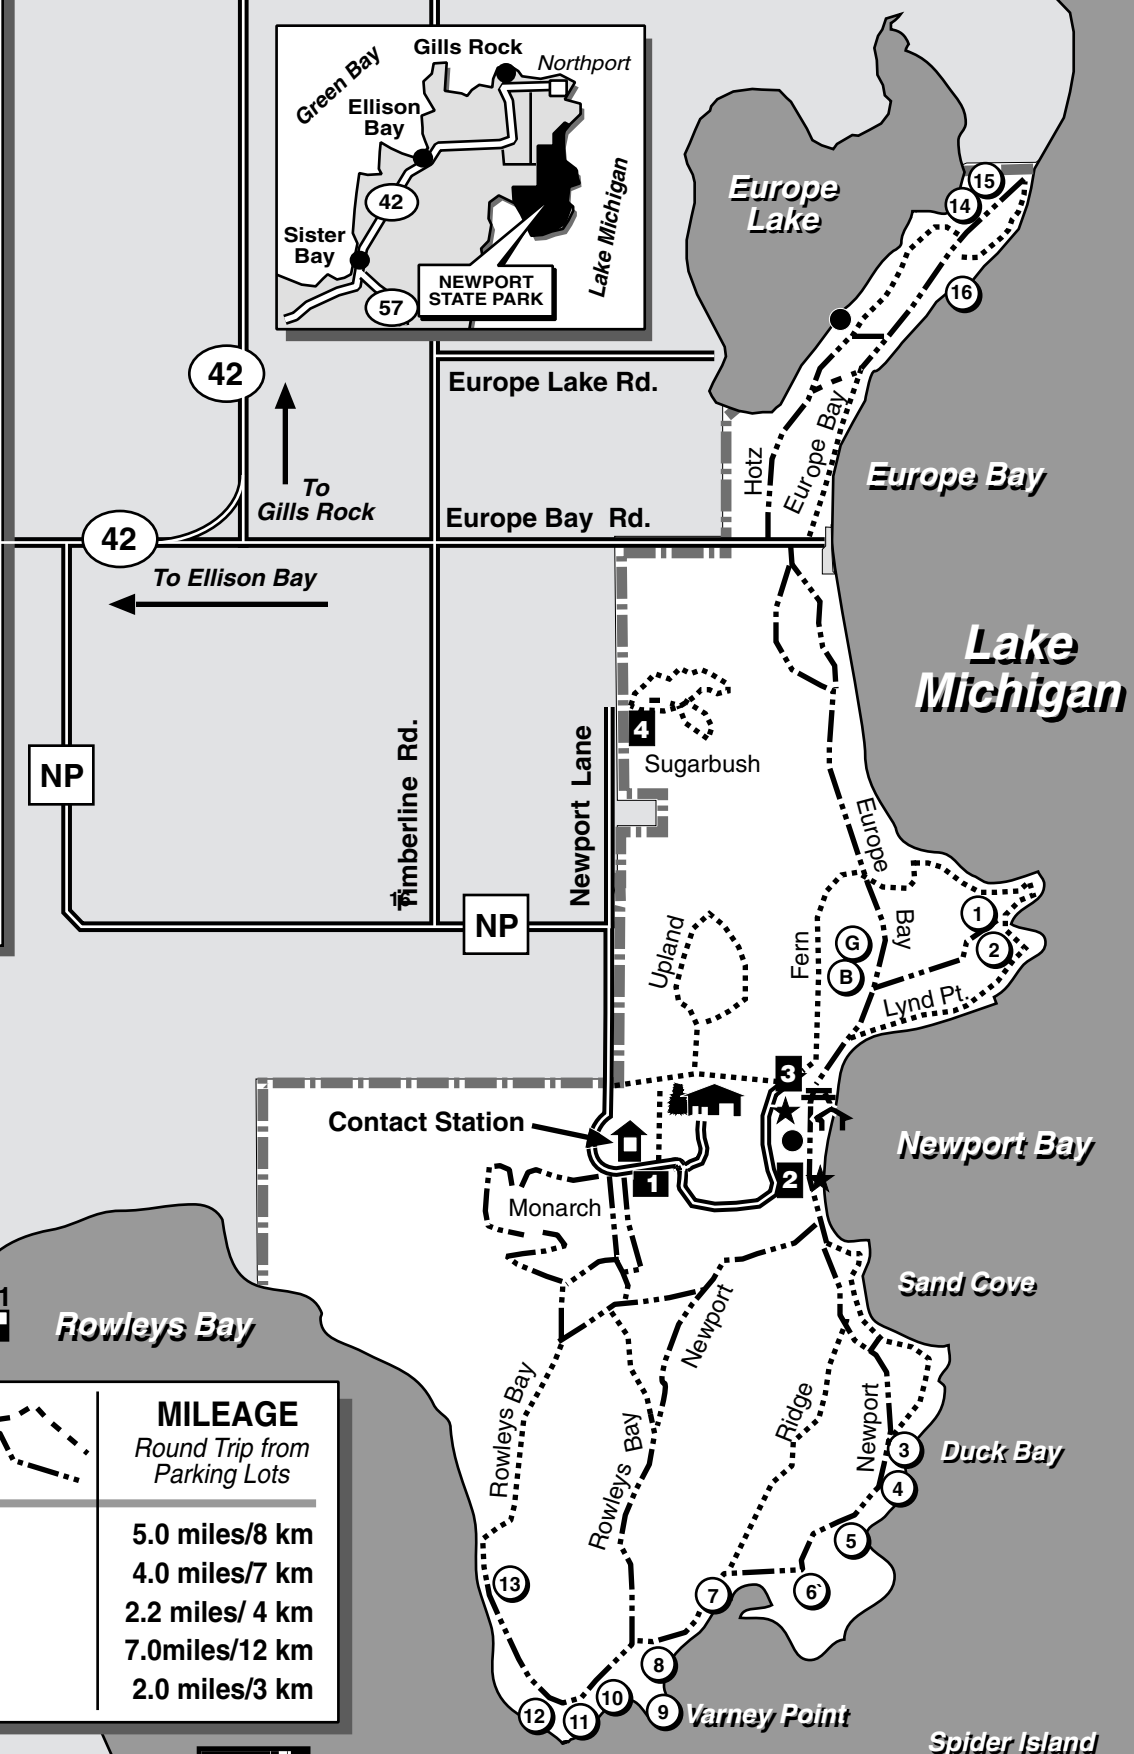 Gills Rock
Northport
Green Bay
Ellison
Bay
42
Sister
Bay
57
NEWPORT
STATE PARK
Lake Michigan
Europe
Lake
15
14
16
42
Europe Lake Rd.
To
Gills Rock
Hotz
Europe Bay
Europe Bay
Europe Bay Rd.
42
To Ellison Bay
Lake
Michigan
4
Sugarbush
NP
Timberline Rd.
Newport Lane
Europe
Bay
NP
Upland
Fern
G
B
1
2
Lynd Pt.
3
Contact Station
Newport Bay
1
2
Monarch
Sand Cove
1
Rowleys Bay
Newport
Rowleys Bay
Rowleys Bay
Ridge
Newport
3
Duck Bay
4
5
6`
7
13
8
9
10
11
12
Varney Point
Spider Island
MILEAGE
Round Trip from
Parking Lots
5.0 miles/8 km
4.0 miles/7 km
2.2 miles/ 4 km
7.0miles/12 km
2.0 miles/3 km